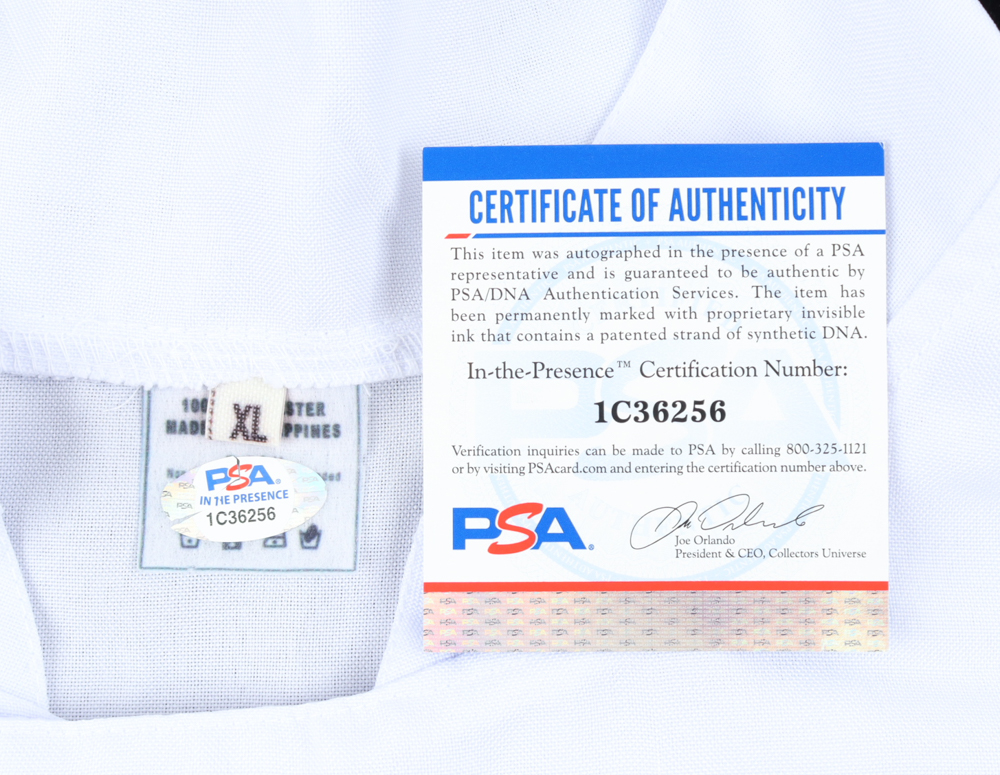 CERTIFICATE OF AUTHENTICITY
This item was autographed in the presence of a PSA
representative and is guaranteed to be authentic by
PSA/DNA Authentication Services. The item has
been permanently marked with proprietary invisible
ink that contains a patented strand of synthetic DNA.
In-the-Presence™ Certification Number:
1C36256
Verification inquiries can be made to PSA by calling 800-325-1121
or by visiting PSAcard.com and entering the certification number above.
PSA®
Joe Orlando
President & CEO, Collectors Universe
XL
PSA®
IN THE PRESENCE
1C36256